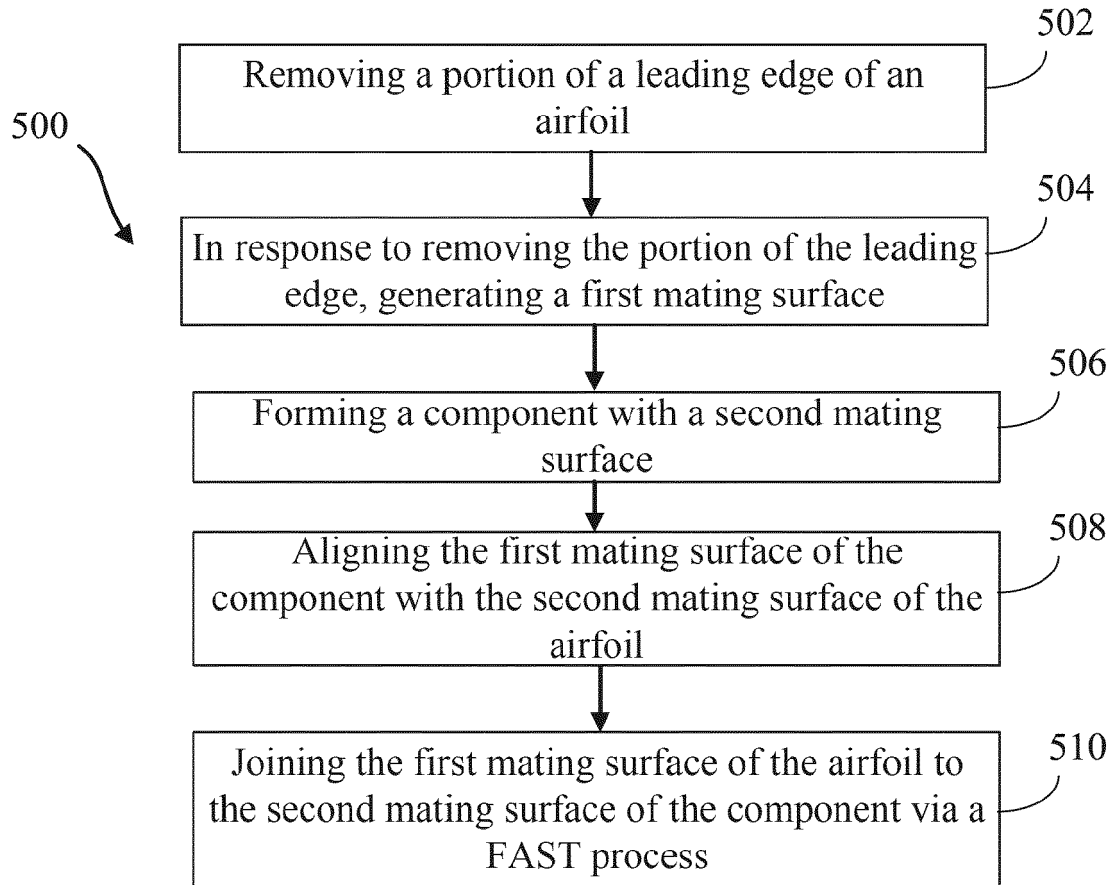 502
Removing a portion of a leading edge of an
airfoil
500
504
In response to removing the portion of the leading
edge, generating a first mating surface
506
Forming a component with a second mating
surface
508
Aligning the first mating surface of the
component with the second mating surface of the
airfoil
510
Joining the first mating surface of the airfoil to
the second mating surface of the component via a
FAST process